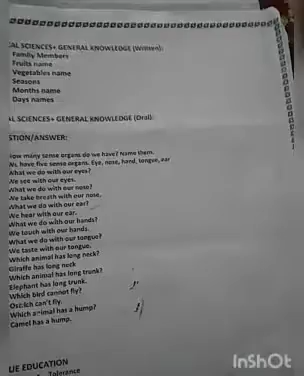 AL SCIENCES+ GENERAL KNOWLEDGE (Written):
Family Members
Fruits name
Vegetables name
Seasons
Months name
Days names
AL SCIENCES+ GENERAL KNOWLEDGE (Oral):
STION/ANSWER:
How many sense organs do we have? Name them.
We have five sense organs. Eye, nose, hand, tongue, ear
What we do with our eyes?
We see with our eyes.
What we do with our nose?
We take breath with our nose.
What we do with our ear?
We hear with our ear.
What we do with our hands?
We touch with our hands.
What we do with our tongue?
We taste with our tongue.
Which animal has long neck?
Giraffe has long neck
Which animal has long trunk?
Elephant has long trunk.
Which bird cannot fly?
Ostrich can't fly.
Which animal has a hump?
Camel has a hump.
UE EDUCATION
Tolerance
InShOt